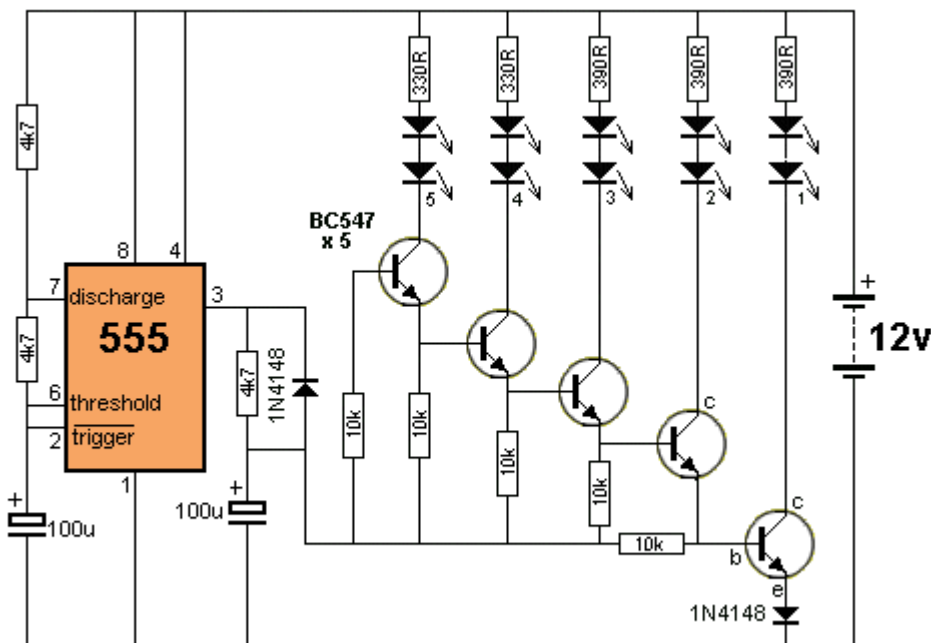 330R
330R
390R
390R
390R
4k7
5
4
3
2
1
BC547
x 5
8
4
7
discharge
3
555
4k7
4k7
1N4148
6
threshold
2
trigger
1
+
100u
+
100u
10k
10k
10k
10k
10k
c
c
b
e
1N4148
+
12v